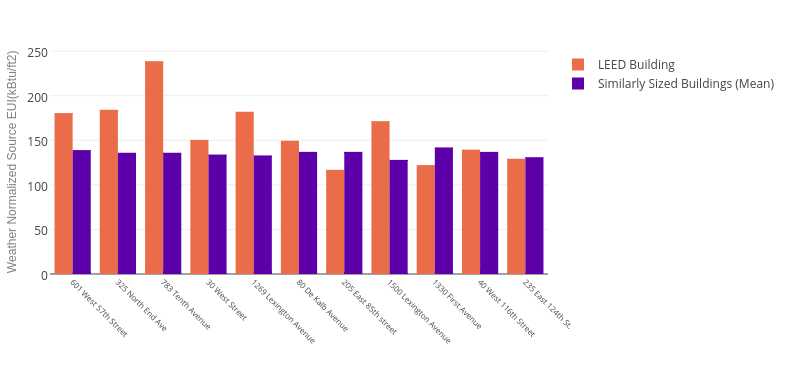 Weather Normalized Source EUI(kBtu/ft2)
250
200
150
100
50
0
601 West 57th Street
325 North End Ave
783 Tenth Avenue
30 West Street
1269 Lexington Avenue
80 De Kalb Avenue
205 East 85th street
1500 Lexington Avenue
1330 First Avenue
40 West 116th Street
235 East 124th St.
LEED Building
Similarly Sized Buildings (Mean)